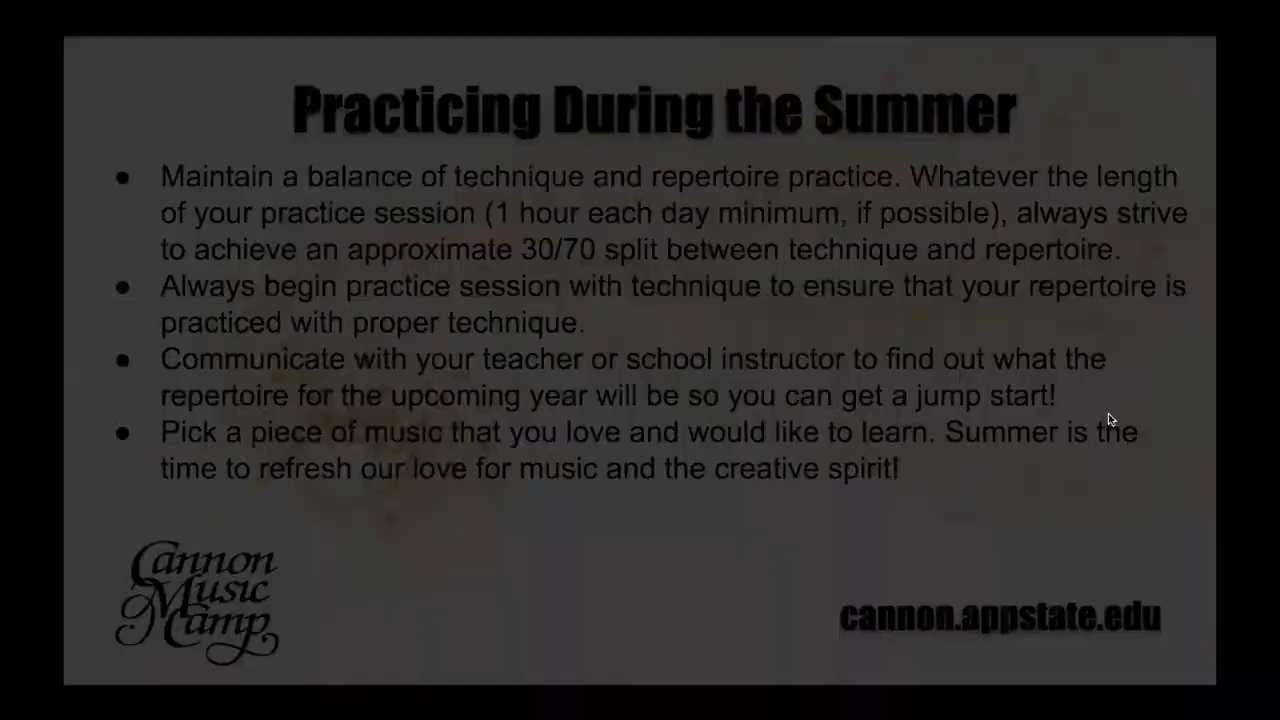 Practicing During the Summer
● Maintain a balance of technique and repertoire practice. Whatever the length
of your practice session (1 hour each day minimum, if possible), always strive
to achieve an approximate 30/70 split between technique and repertoire.
● Always begin practice session with technique to ensure that your repertoire is
practiced with proper technique.
● Communicate with your teacher or school instructor to find out what the
repertoire for the upcoming year will be so you can get a jump start!
● Pick a piece of music that you love and would like to learn. Summer is the
time to refresh our love for music and the creative spirit!
Cannon
Music
Camp
cannon.appstate.edu